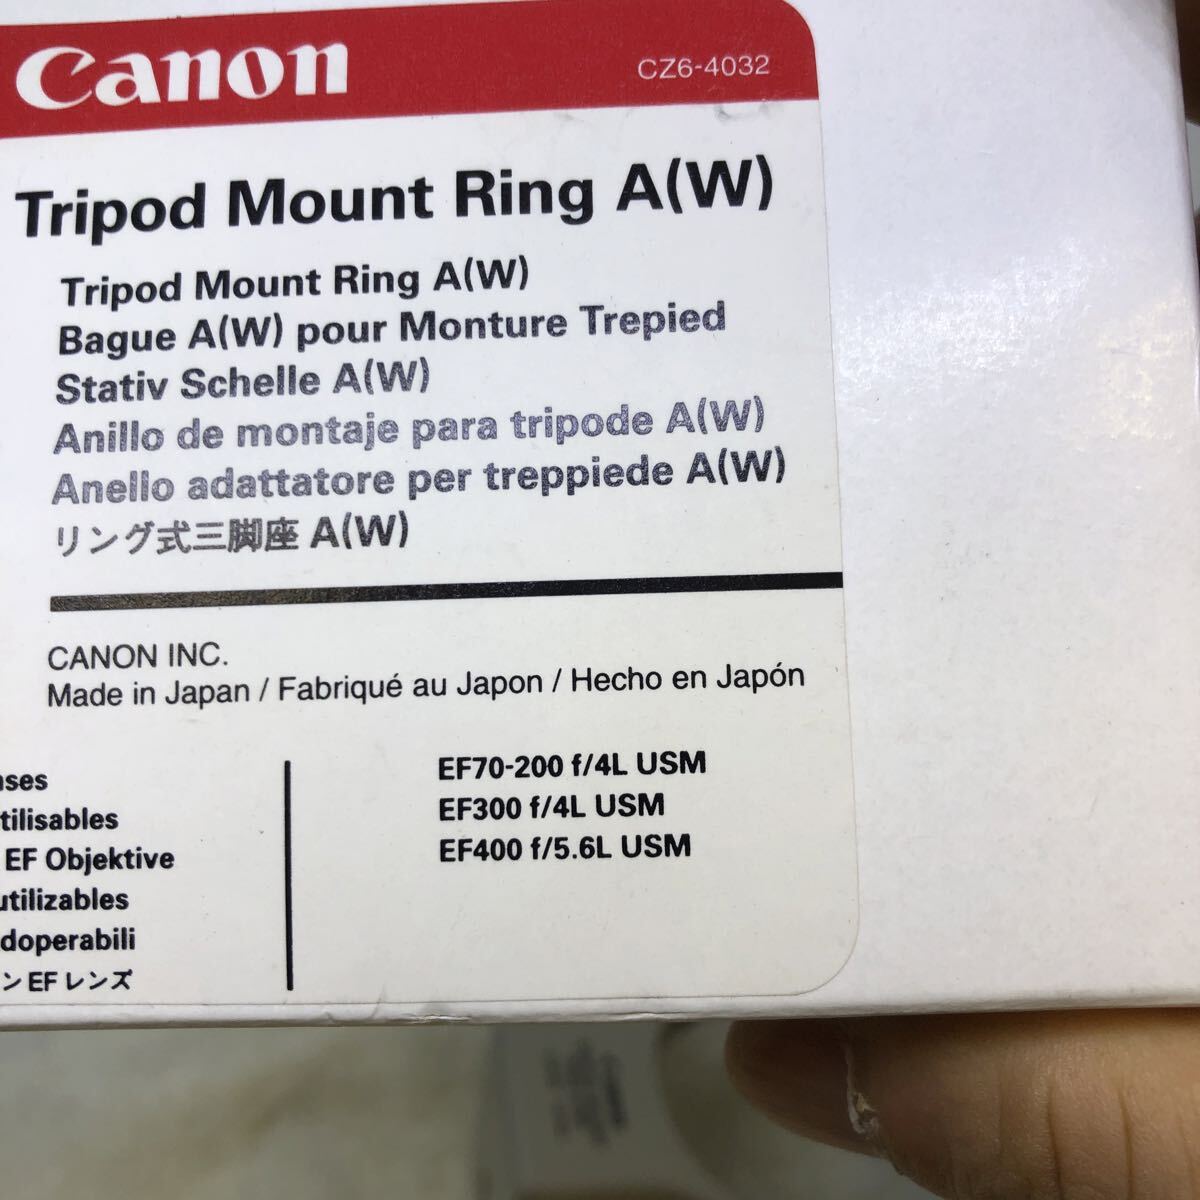 Canon
CZ6-4032
Tripod Mount Ring A(W)
Tripod Mount Ring A(W)
Bague A(W) pour Monture Trepied
Stativ Schelle A(W)
Anillo de montaje para tripode A(W)
Anello adattatore per treppiede A(W)
リング式三脚座 A(W)
CANON INC.
Made in Japan / Fabriqué au Japon / Hecho en Japón
EF Objektive
EF レンズ
EF70-200 f/4L USM
EF300 f/4L USM
EF400 f/5.6L USM